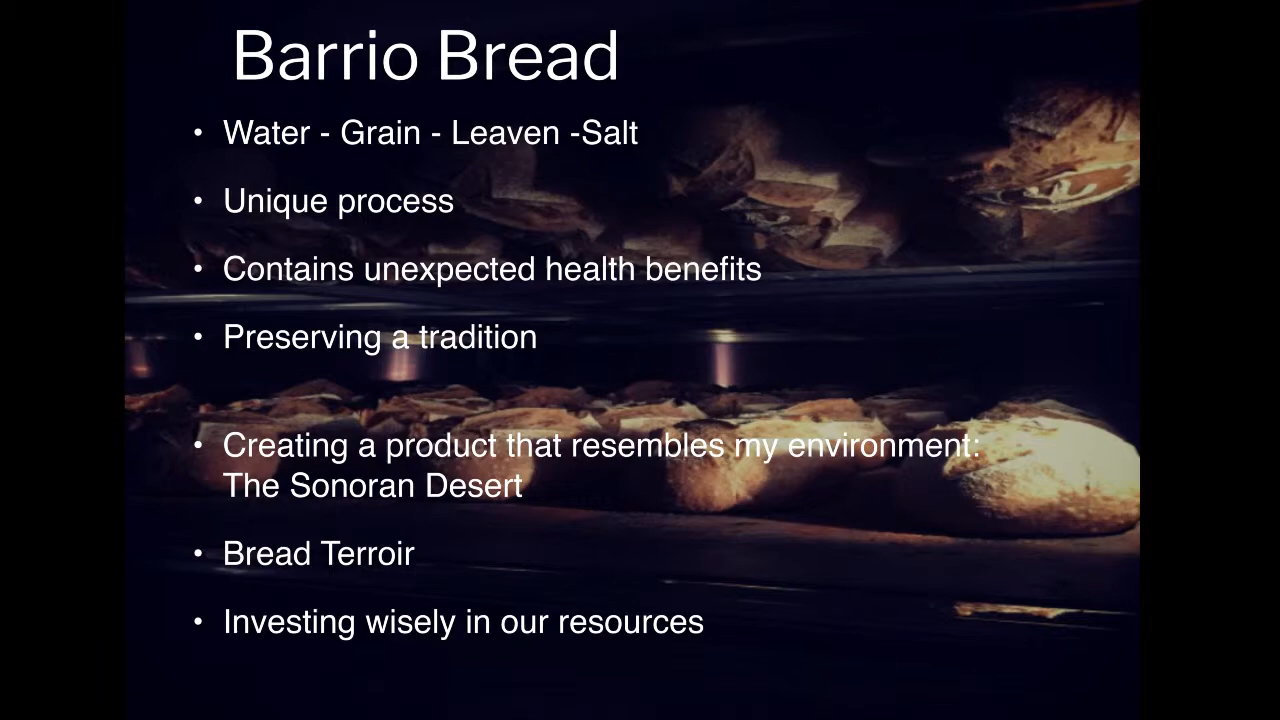 Barrio Bread
• Water - Grain - Leaven -Salt
• Unique process
• Contains unexpected health benefits
• Preserving a tradition
• Creating a product that resembles my environment:
The Sonoran Desert
• Bread Terroir
• Investing wisely in our resources